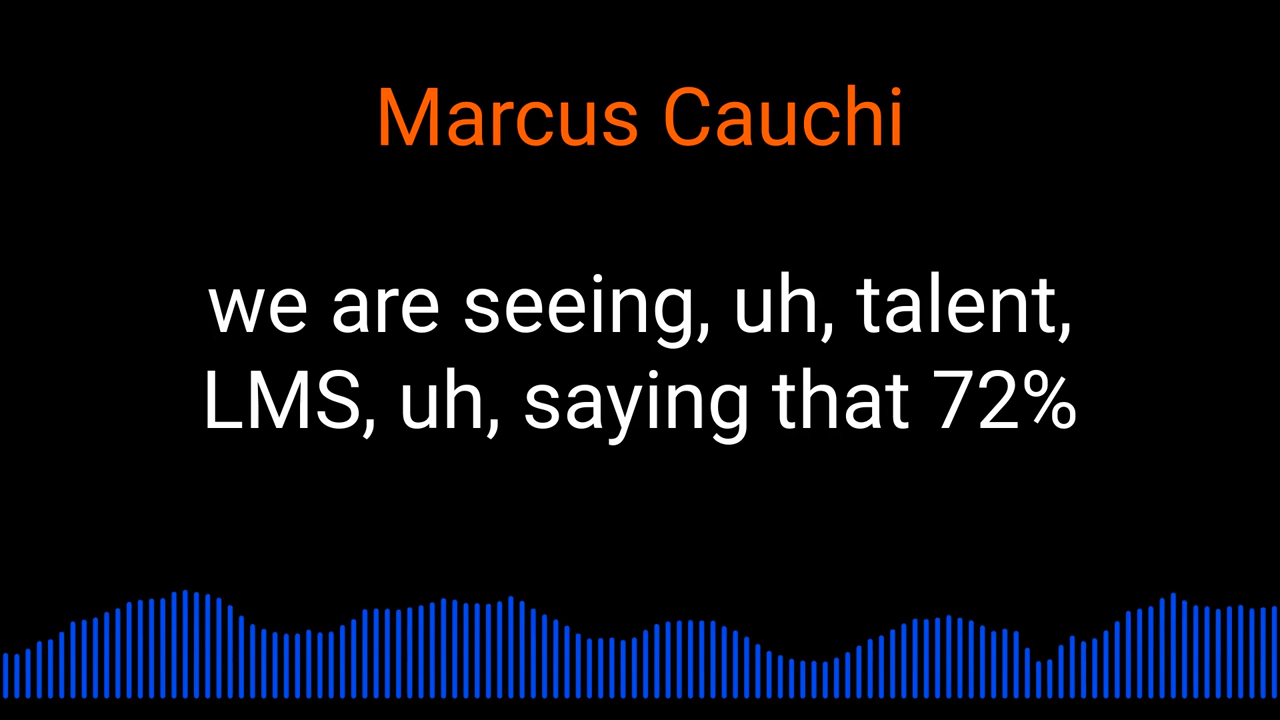 Marcus Cauchi
we are seeing, uh, talent,
LMS, uh, saying that 72%